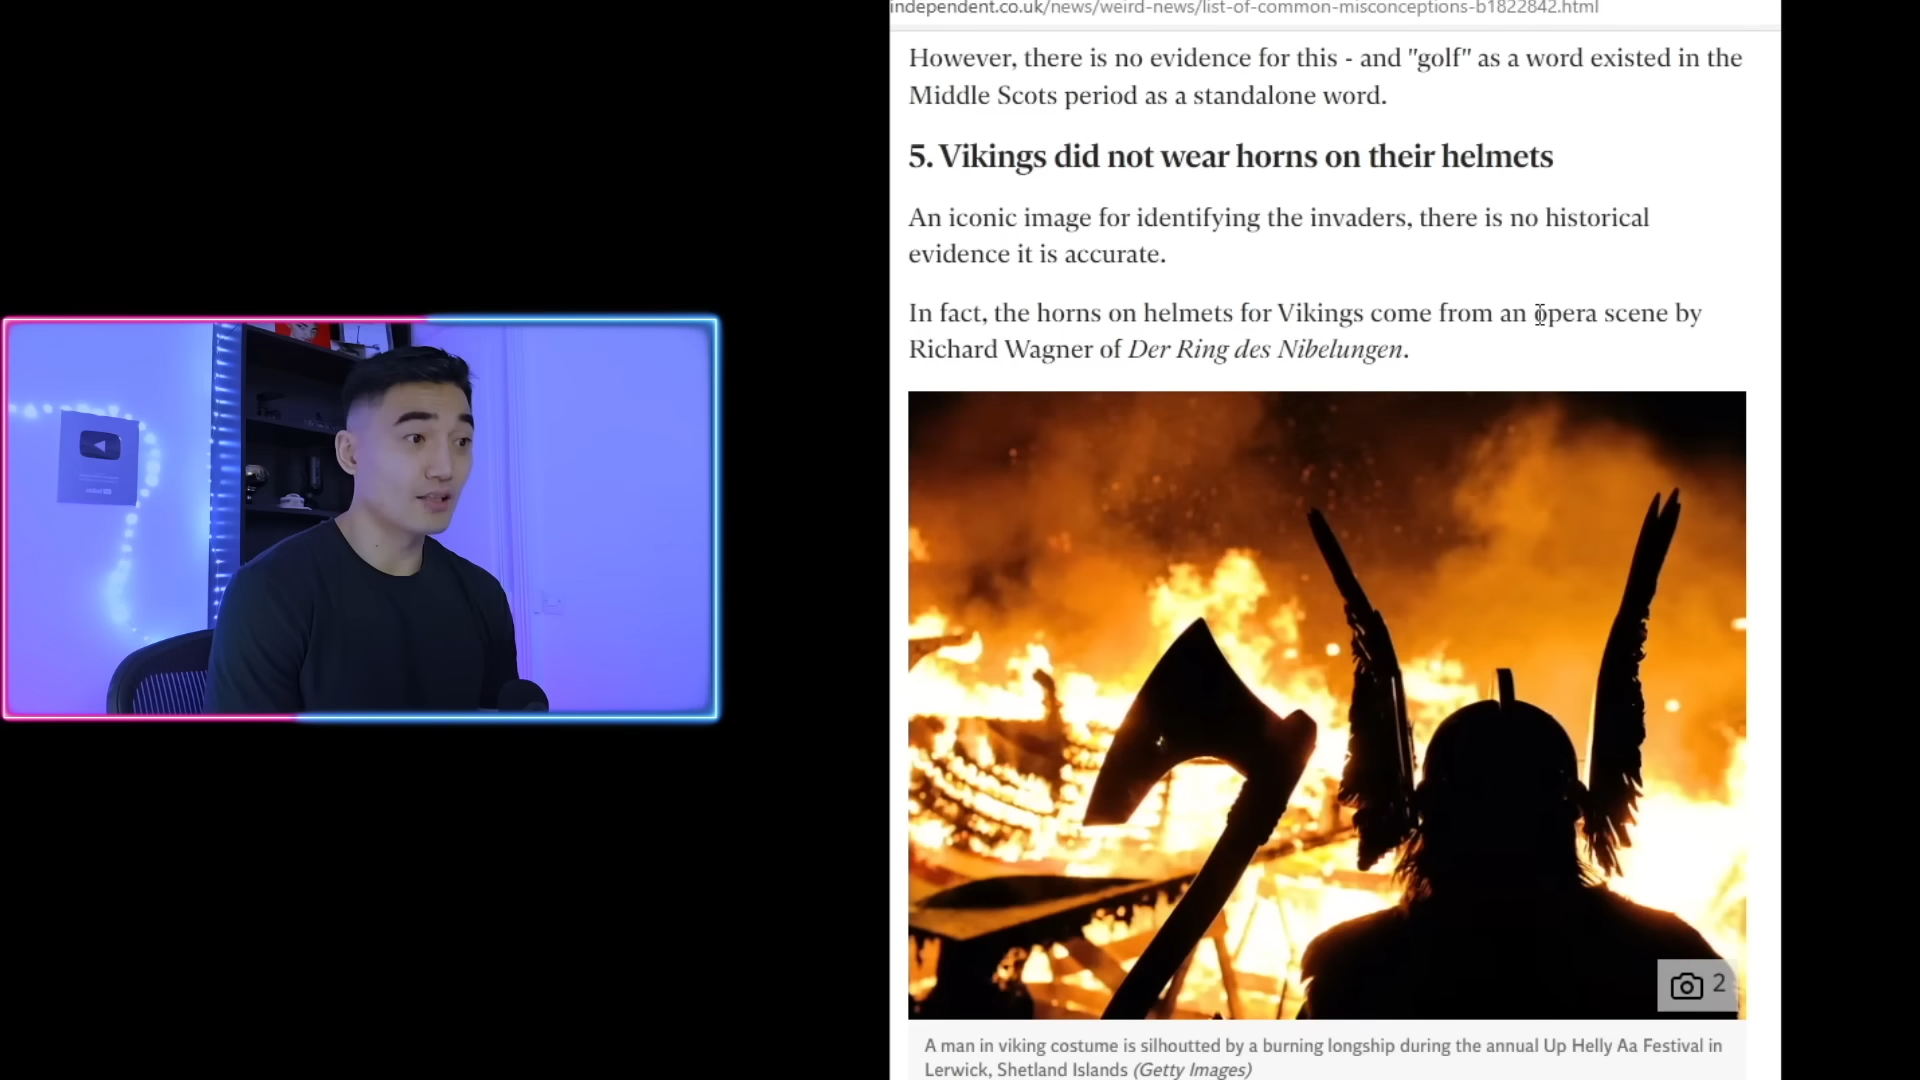 independent.co.uk/news/weird-news/list-of-common-misconceptions-b1822842.html
However, there is no evidence for this - and "golf" as a word existed in the
Middle Scots period as a standalone word.
5. Vikings did not wear horns on their helmets
An iconic image for identifying the invaders, there is no historical
evidence it is accurate.
In fact, the horns on helmets for Vikings come from an opera scene by
Richard Wagner of Der Ring des Nibelungen.
2
A man in viking costume is silhoutted by a burning longship during the annual Up Helly Aa Festival in
Lerwick, Shetland Islands (Getty Images)